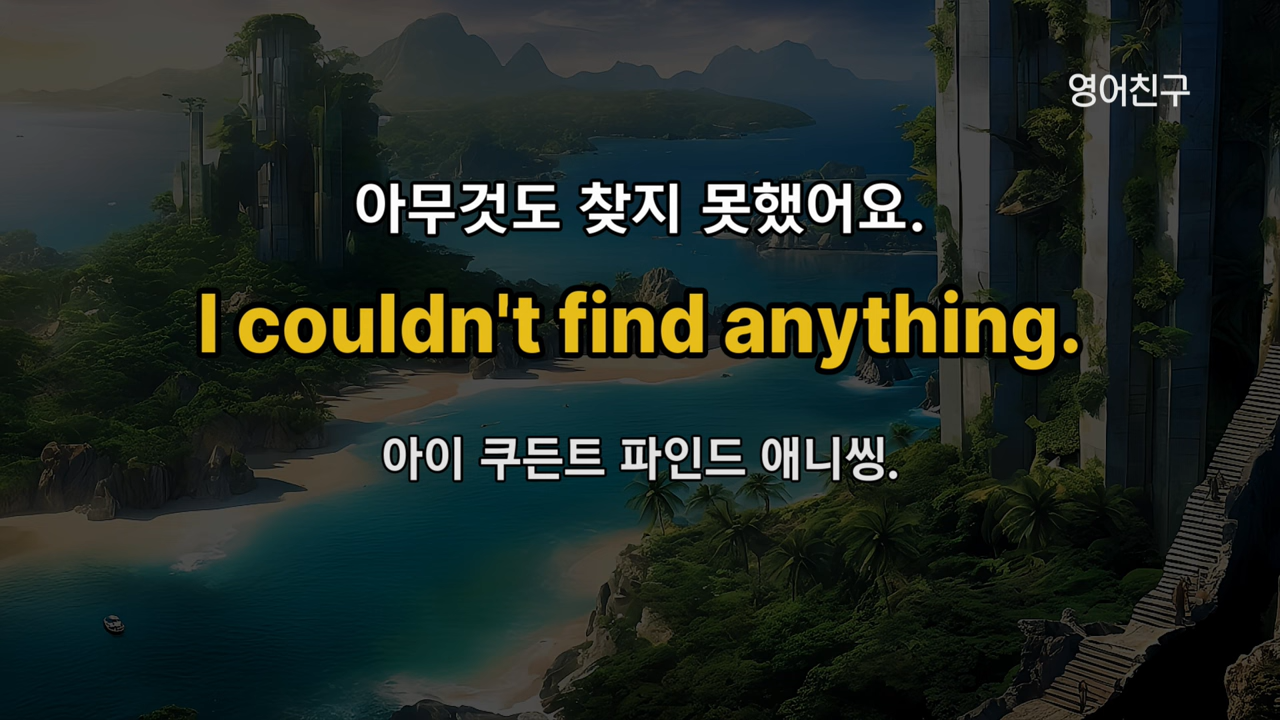 영어친구
아무것도 찾지 못했어요.
I couldn't find anything.
아이 쿠든트 파인드 애니씽.